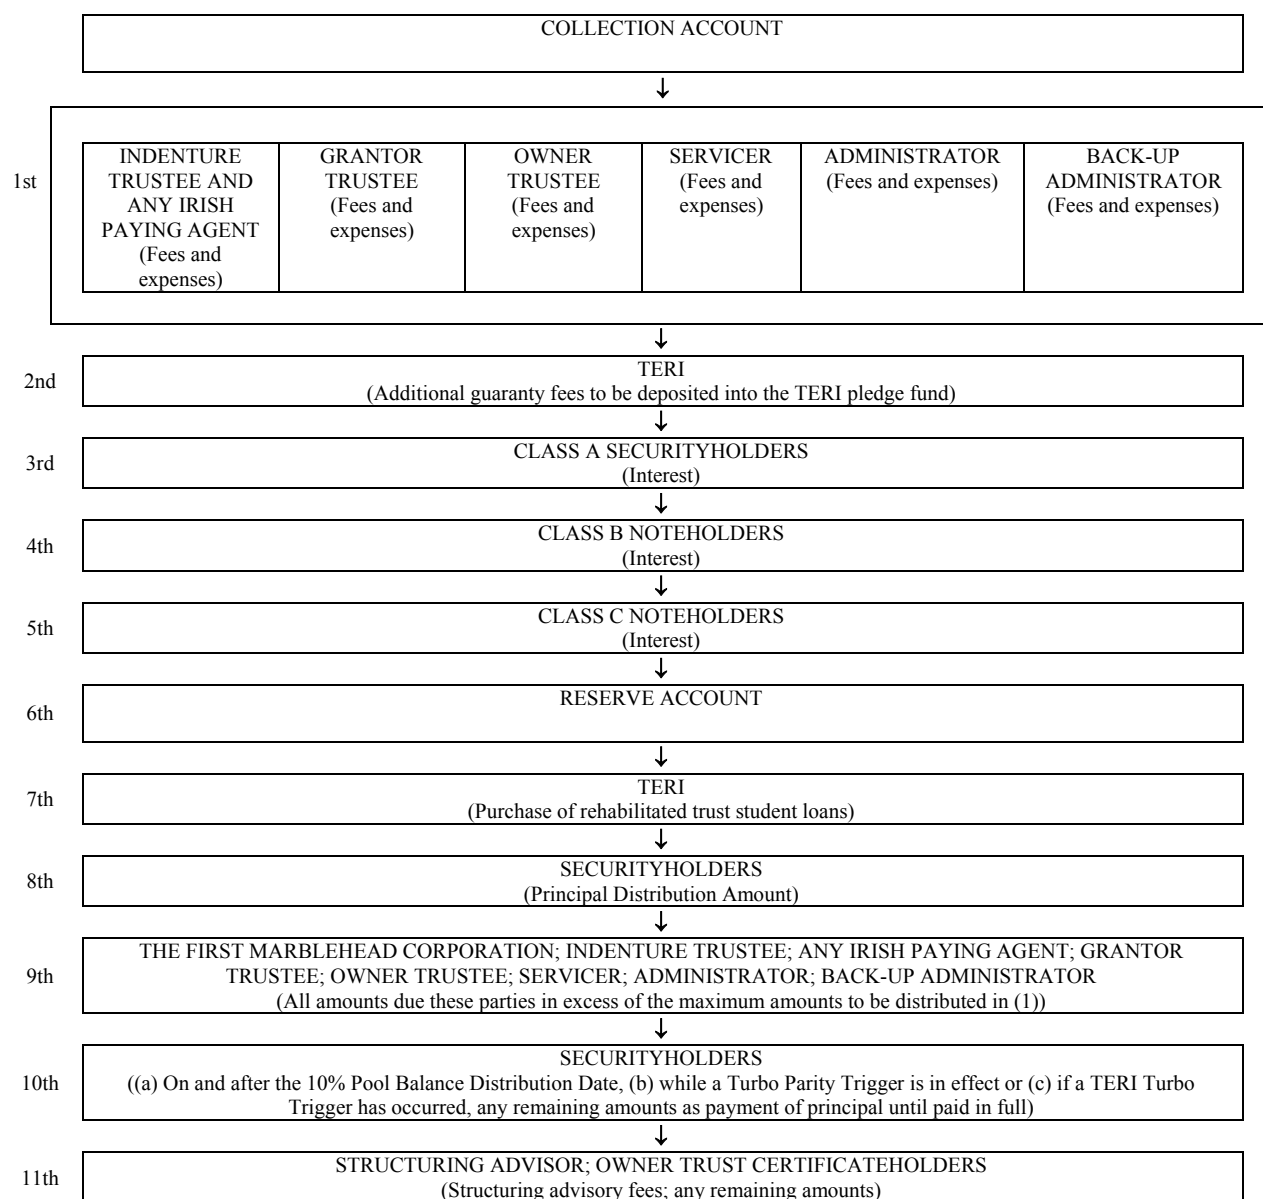 COLLECTION ACCOUNT
↓
1st
INDENTURE
TRUSTEE AND
ANY IRISH
PAYING AGENT
(Fees and
expenses)
GRANTOR
TRUSTEE
(Fees and
expenses)
OWNER
TRUSTEE
(Fees and
expenses)
SERVICER
(Fees and
expenses)
ADMINISTRATOR
(Fees and expenses)
BACK-UP
ADMINISTRATOR
(Fees and expenses)
↓
2nd
TERI
(Additional guaranty fees to be deposited into the TERI pledge fund)
↓
3rd
CLASS A SECURITYHOLDERS
(Interest)
↓
4th
CLASS B NOTEHOLDERS
(Interest)
↓
5th
CLASS C NOTEHOLDERS
(Interest)
↓
6th
RESERVE ACCOUNT
↓
7th
TERI
(Purchase of rehabilitated trust student loans)
↓
8th
SECURITYHOLDERS
(Principal Distribution Amount)
↓
9th
THE FIRST MARBLEHEAD CORPORATION; INDENTURE TRUSTEE; ANY IRISH PAYING AGENT; GRANTOR
TRUSTEE; OWNER TRUSTEE; SERVICER; ADMINISTRATOR; BACK-UP ADMINISTRATOR
(All amounts due these parties in excess of the maximum amounts to be distributed in (1))
↓
10th
SECURITYHOLDERS
((a) On and after the 10% Pool Balance Distribution Date, (b) while a Turbo Parity Trigger is in effect or (c) if a TERI Turbo
Trigger has occurred, any remaining amounts as payment of principal until paid in full)
↓
11th
STRUCTURING ADVISOR; OWNER TRUST CERTIFICATEHOLDERS
(Structuring advisory fees; any remaining amounts)